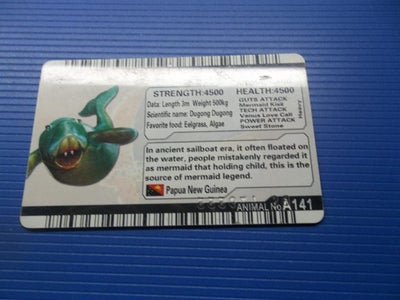 STRENGTH:4500 HEALTH:4500
Data: Length 3m Weight 500kg
Scientific name: Dugong Dugong
Favorite food: Eelgrass, Algae
GUTS ATTACK
Mermaid Kisii
TECH ATTACK
Venus Love Call
POWER ATTACK
Sweet Stone
Heavy
In ancient sailboat era, it often floated on
the water, people mistakenly regarded it
as mermaid that holding child, this is the
source of mermaid legend.
Papua New Guinea
ANIMAL No A141